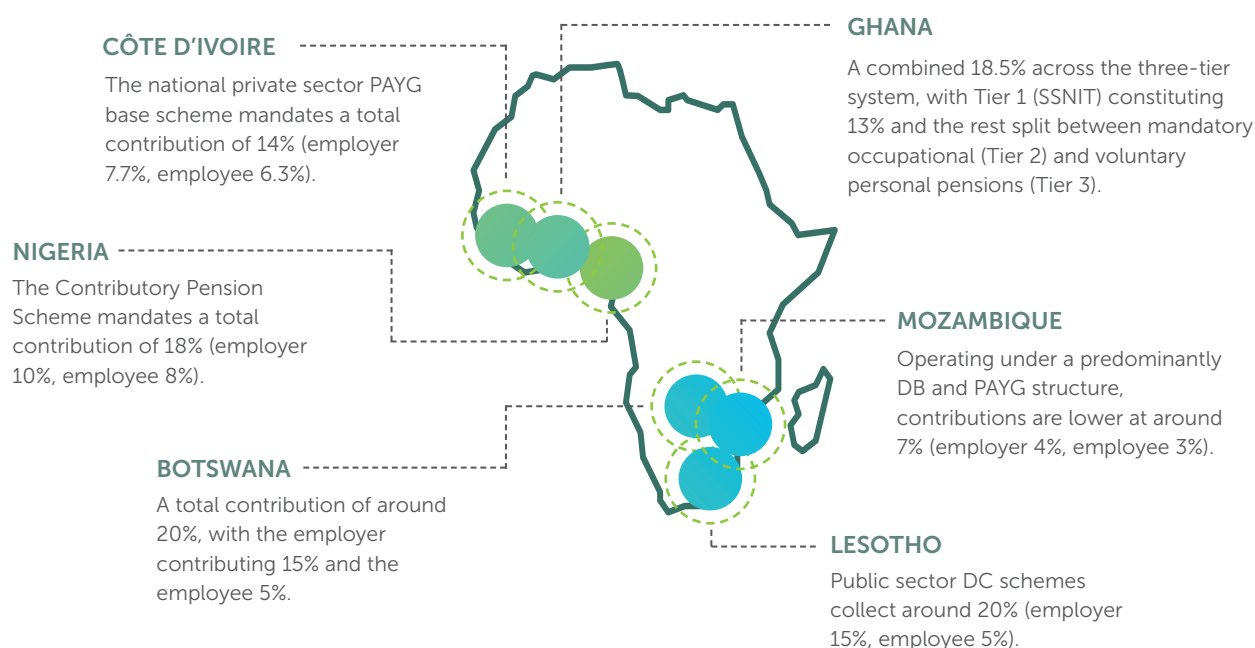 CÔTE D'IVOIRE
The national private sector PAYG
base scheme mandates a total
contribution of 14% (employer
7.7%, employee 6.3%).
GHANA
A combined 18.5% across the three-tier
system, with Tier 1 (SSNIT) constituting
13% and the rest split between mandatory
occupational (Tier 2) and voluntary
personal pensions (Tier 3).
NIGERIA
The Contributory Pension
Scheme mandates a total
contribution of 18% (employer
10%, employee 8%).
MOZAMBIQUE
Operating under a predominantly
DB and PAYG structure,
contributions are lower at around
7% (employer 4%, employee 3%).
BOTSWANA
A total contribution of around
20%, with the employer
contributing 15% and the
employee 5%.
LESOTHO
Public sector DC schemes
collect around 20% (employer
15%, employee 5%).